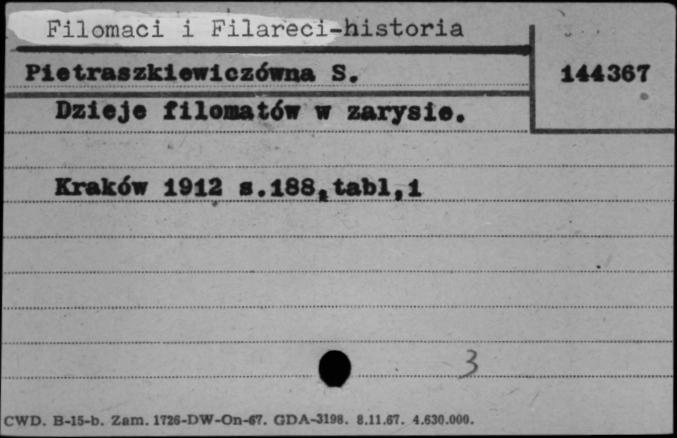 Filomaci i Filareci-historia
Pietraszkiewiczówna S.
144367
Dzieje filomatów w zarysie.
Kraków 1912 s.188,tabl,1
3
CWD. B-15-b. Zam. 1726-DW-On-67. GDA-3198. 8.11.67. 4.630.000.